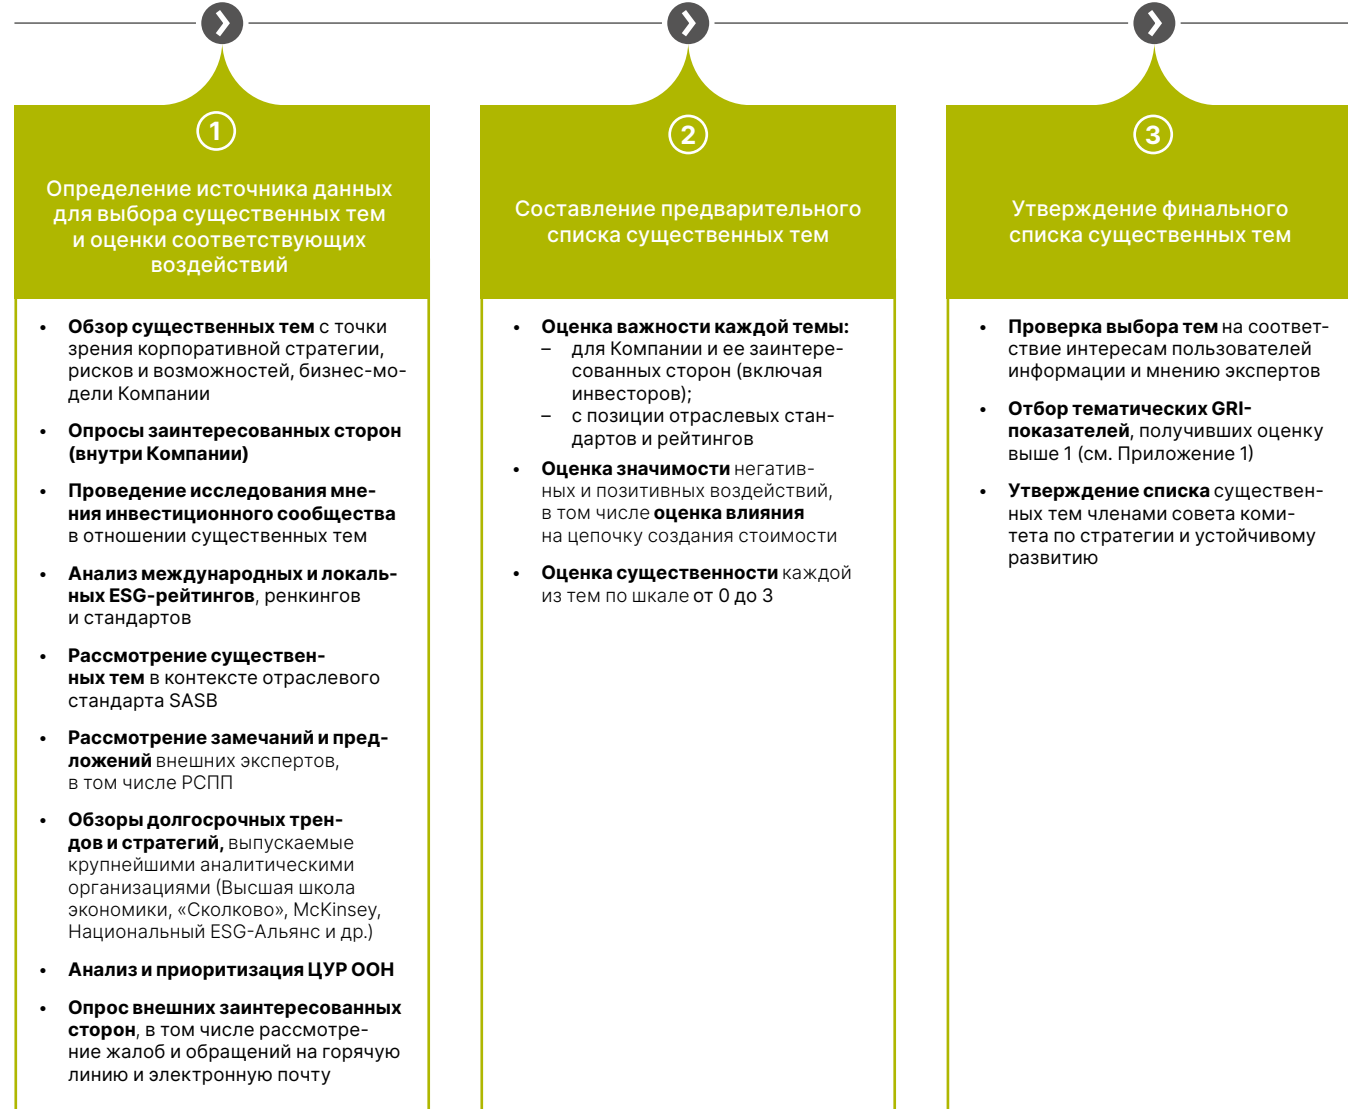 1
Определение источника данных
для выбора существенных тем
и оценки соответствующих
воздействий
• Обзор существенных тем с точки
зрения корпоративной стратегии,
рисков и возможностей, бизнес-мо-
дели Компании
• Опросы заинтересованных сторон
(внутри Компании)
• Проведение исследования мне-
ния инвестиционного сообщества
в отношении существенных тем
• Анализ международных и локаль-
ных ESG-рейтингов, ренкингов
и стандартов
• Рассмотрение существен-
ных тем в контексте отраслевого
стандарта SASB
• Рассмотрение замечаний и пред-
ложений внешних экспертов,
в том числе РСПП
• Обзоры долгосрочных трен-
дов и стратегий, выпускаемые
крупнейшими аналитическими
организациями (Высшая школа
экономики, «Сколково», McKinsey,
Национальный ESG-Альянс и др.)
• Анализ и приоритизация ЦУР ООН
• Опрос внешних заинтересованных
сторон, в том числе рассмотре-
ние жалоб и обращений на горячую
линию и электронную почту
2
Составление предварительного
списка существенных тем
• Оценка важности каждой темы:
– для Компании и ее заинтере-
сованных сторон (включая
инвесторов);
– с позиции отраслевых стан-
дартов и рейтингов
• Оценка значимости негатив-
ных и позитивных воздействий,
в том числе оценка влияния
на цепочку создания стоимости
• Оценка существенности каждой
из тем по шкале от 0 до 3
3
Утверждение финального
списка существенных тем
• Проверка выбора тем на соответ-
ствие интересам пользователей
информации и мнению экспертов
• Отбор тематических GRI-
показателей, получивших оценку
выше 1 (см. Приложение 1)
• Утверждение списка существен-
ных тем членами совета коми-
тета по стратегии и устойчивому
развитию